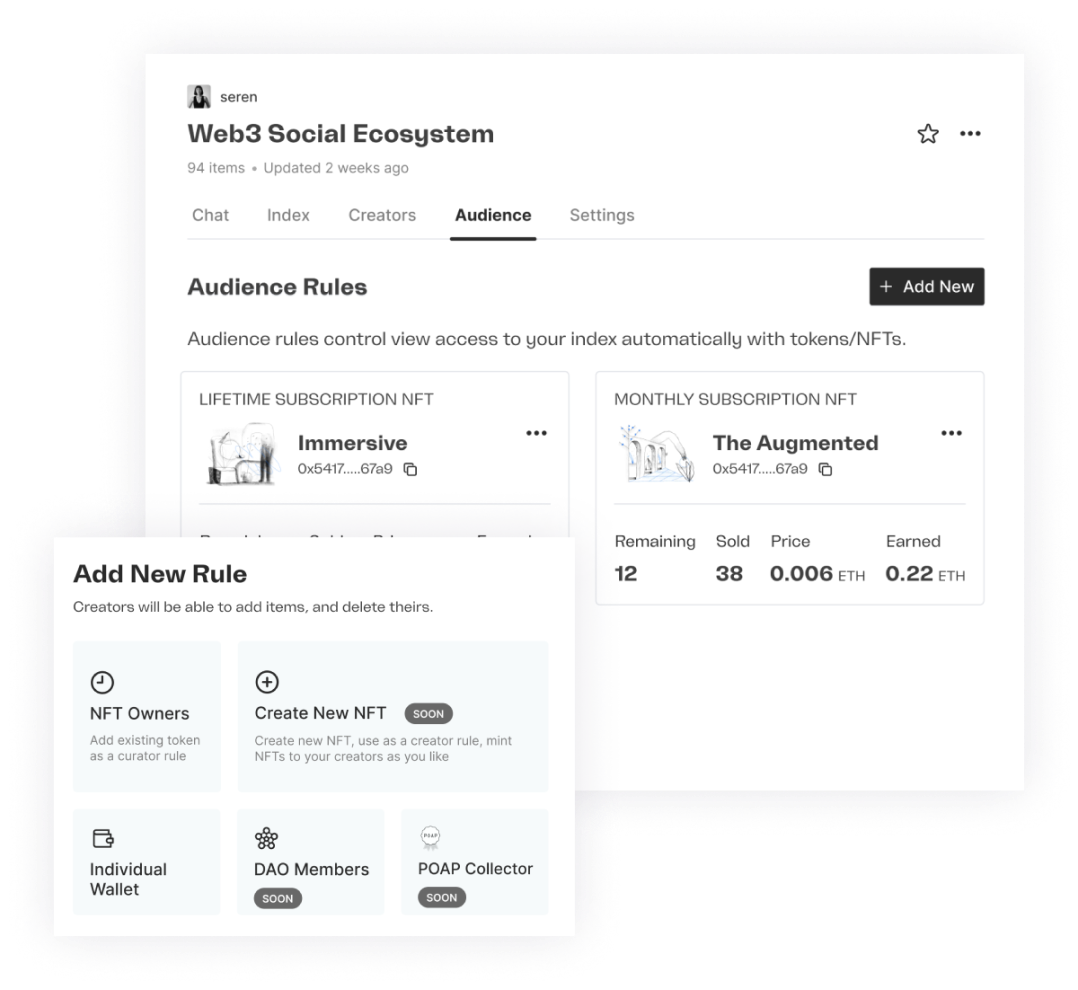 seren
Web3 Social Ecosystem
94 items • Updated 2 weeks ago
Chat Index Creators Audience Settings
Audience Rules
+ Add New
Audience rules control view access to your index automatically with tokens/NFTs.
LIFETIME SUBSCRIPTION NFT
Immersive
0x5417.....67a9
MONTHLY SUBSCRIPTION NFT
The Augmented
0x5417.....67a9
Remaining Sold Price Earned
12 38 0.006 ETH 0.22 ETH
Add New Rule
Creators will be able to add items, and delete theirs.
NFT Owners
Add existing token
as a curator rule
Create New NFT SOON
Create new NFT, use as a creator rule, mint
NFTs to your creators as you like
Individual
Wallet
DAO Members
SOON
POAP
POAP Collector
SOON